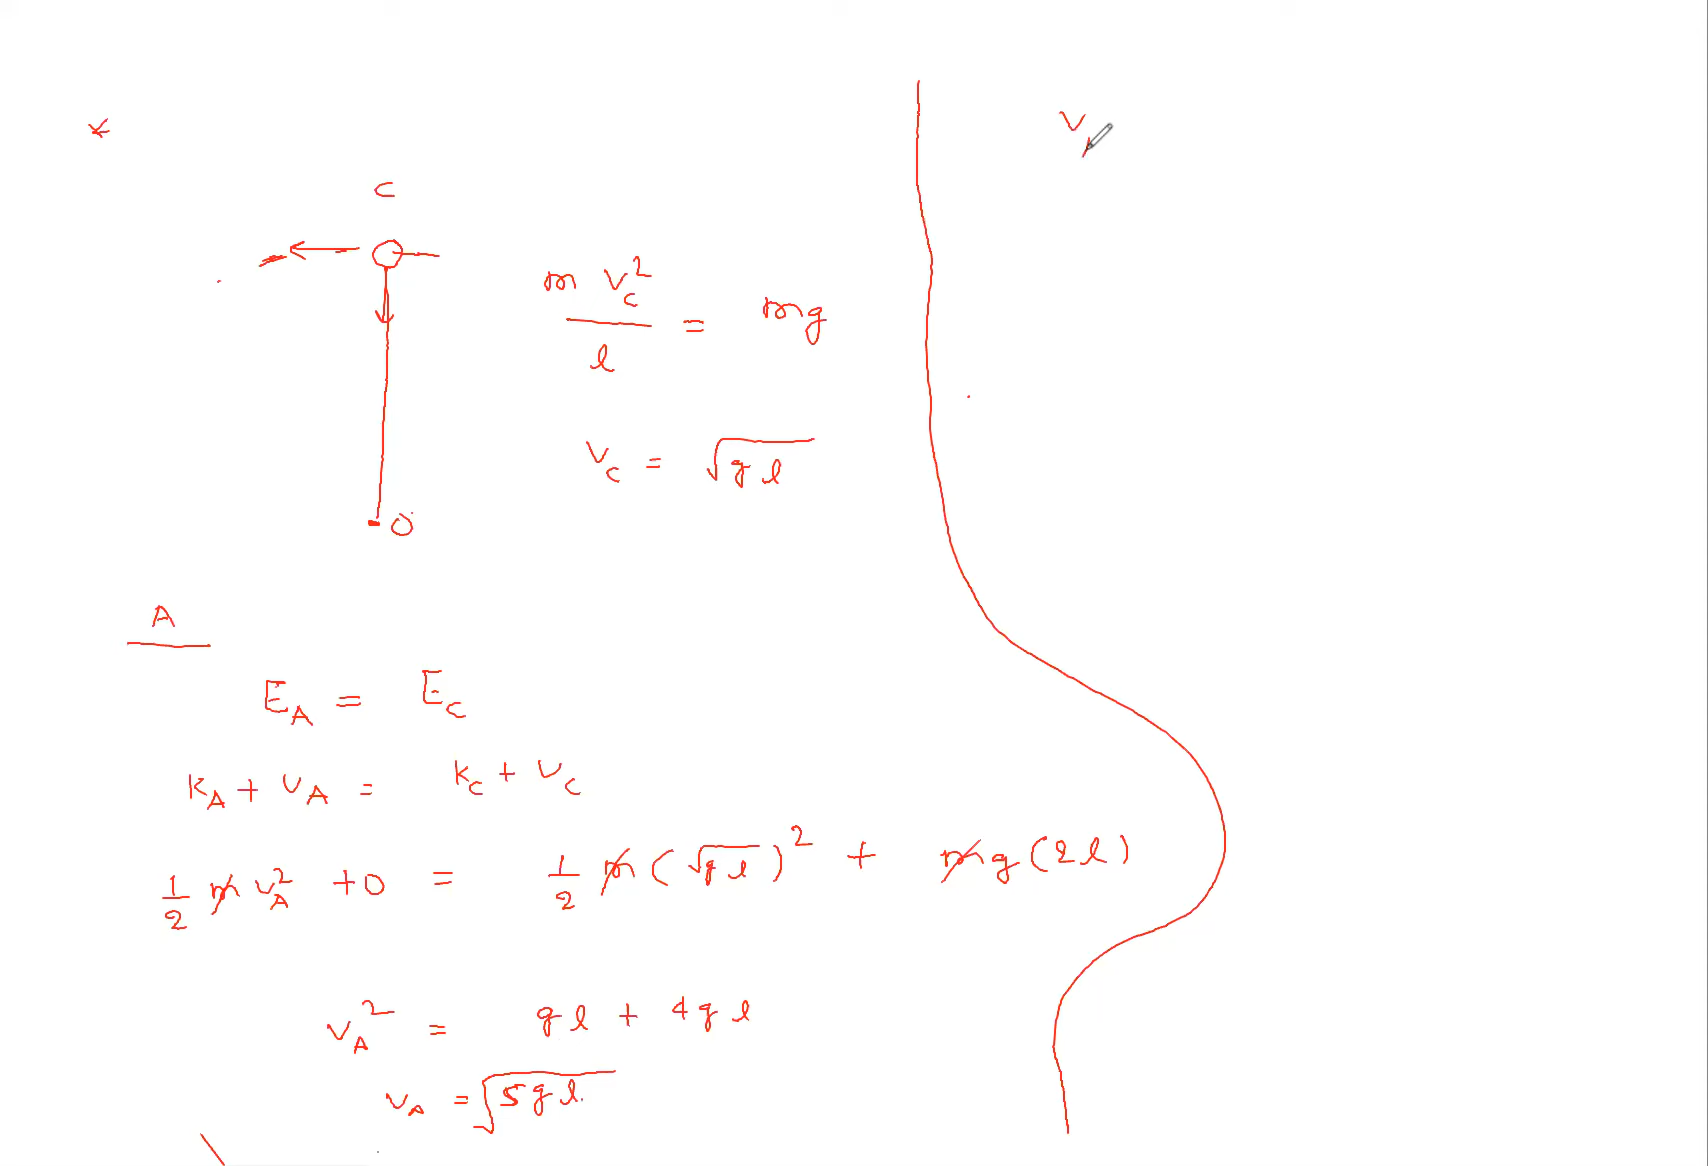 *
C
m v_c^2 / l = mg
v_c = √gl
O
A
E_A = E_C
K_A + U_A = K_C + U_C
1/2 m v_A^2 + 0 = 1/2 m (√gl)^2 + mg(2l)
v_A^2 = gl + 4gl
v_A = √5gl
V